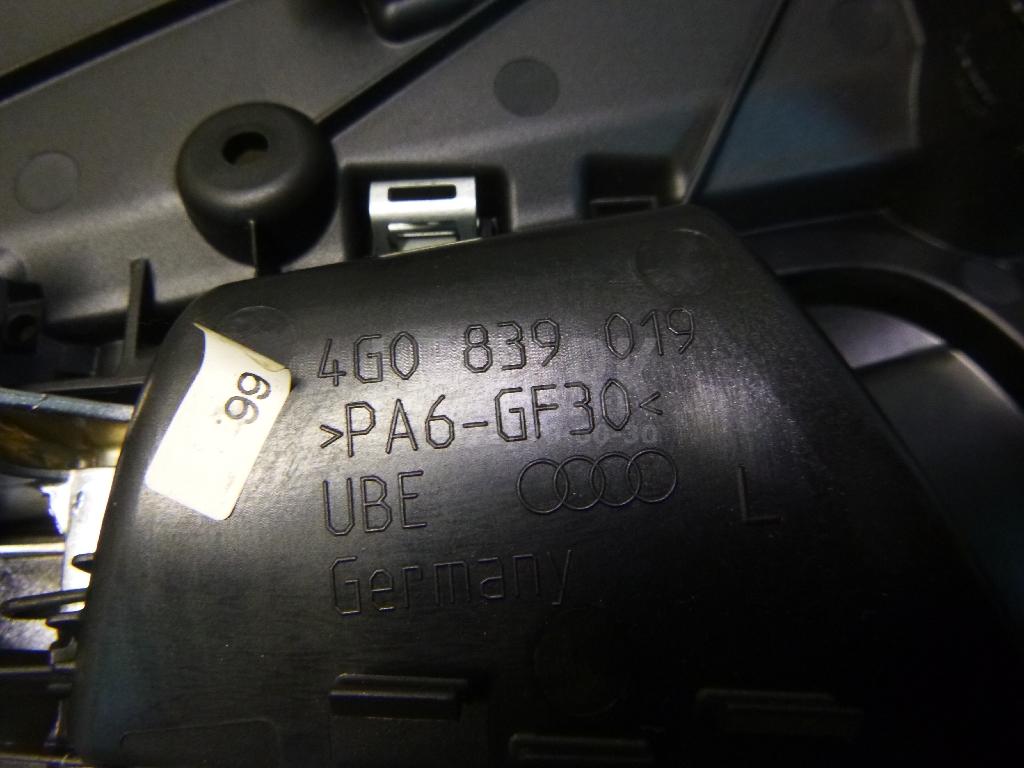 4G0 839 019
>PA6-GF30<
UBE
L
Germany
99